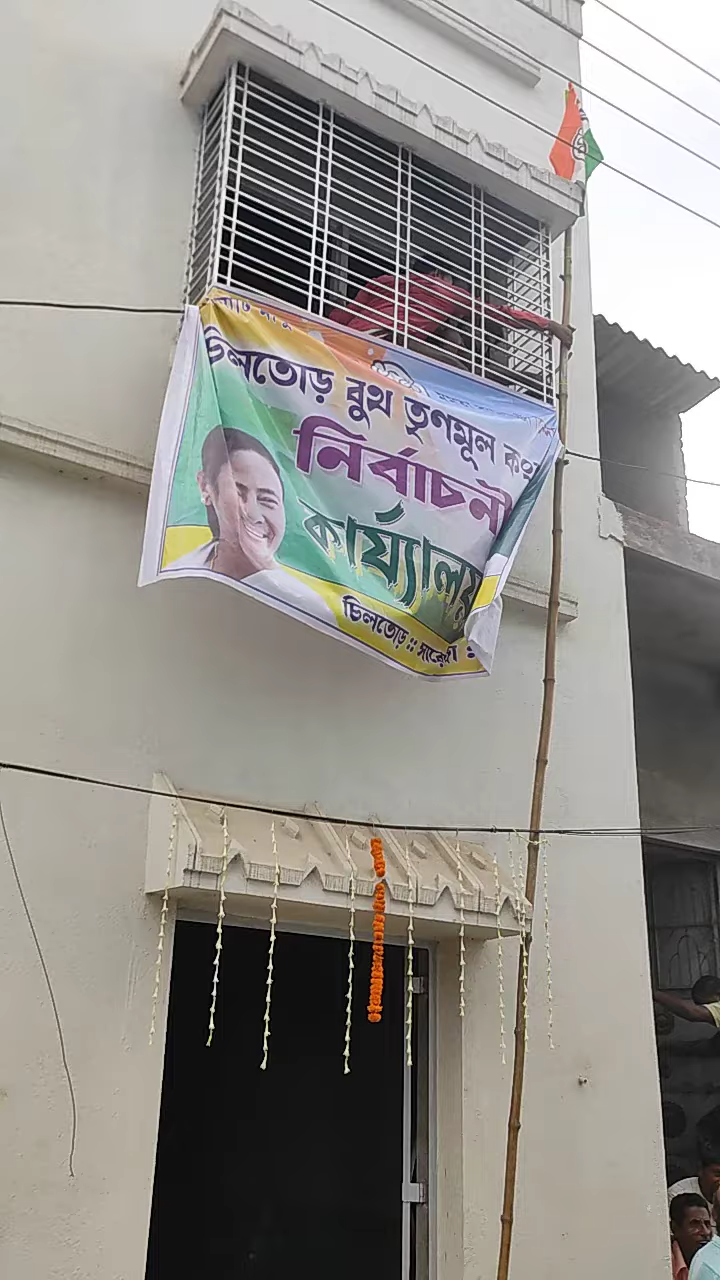 চিলতোড় বুথ তৃণমূল কং
নির্বাচনী
কার্য্যালয়
চিলতোড় :: সারেঙ্গা ::